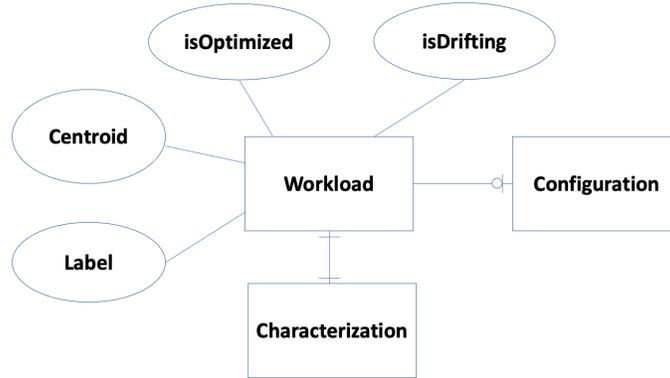 isOptimized
isDrifting
Centroid
Workload
Configuration
Label
Characterization